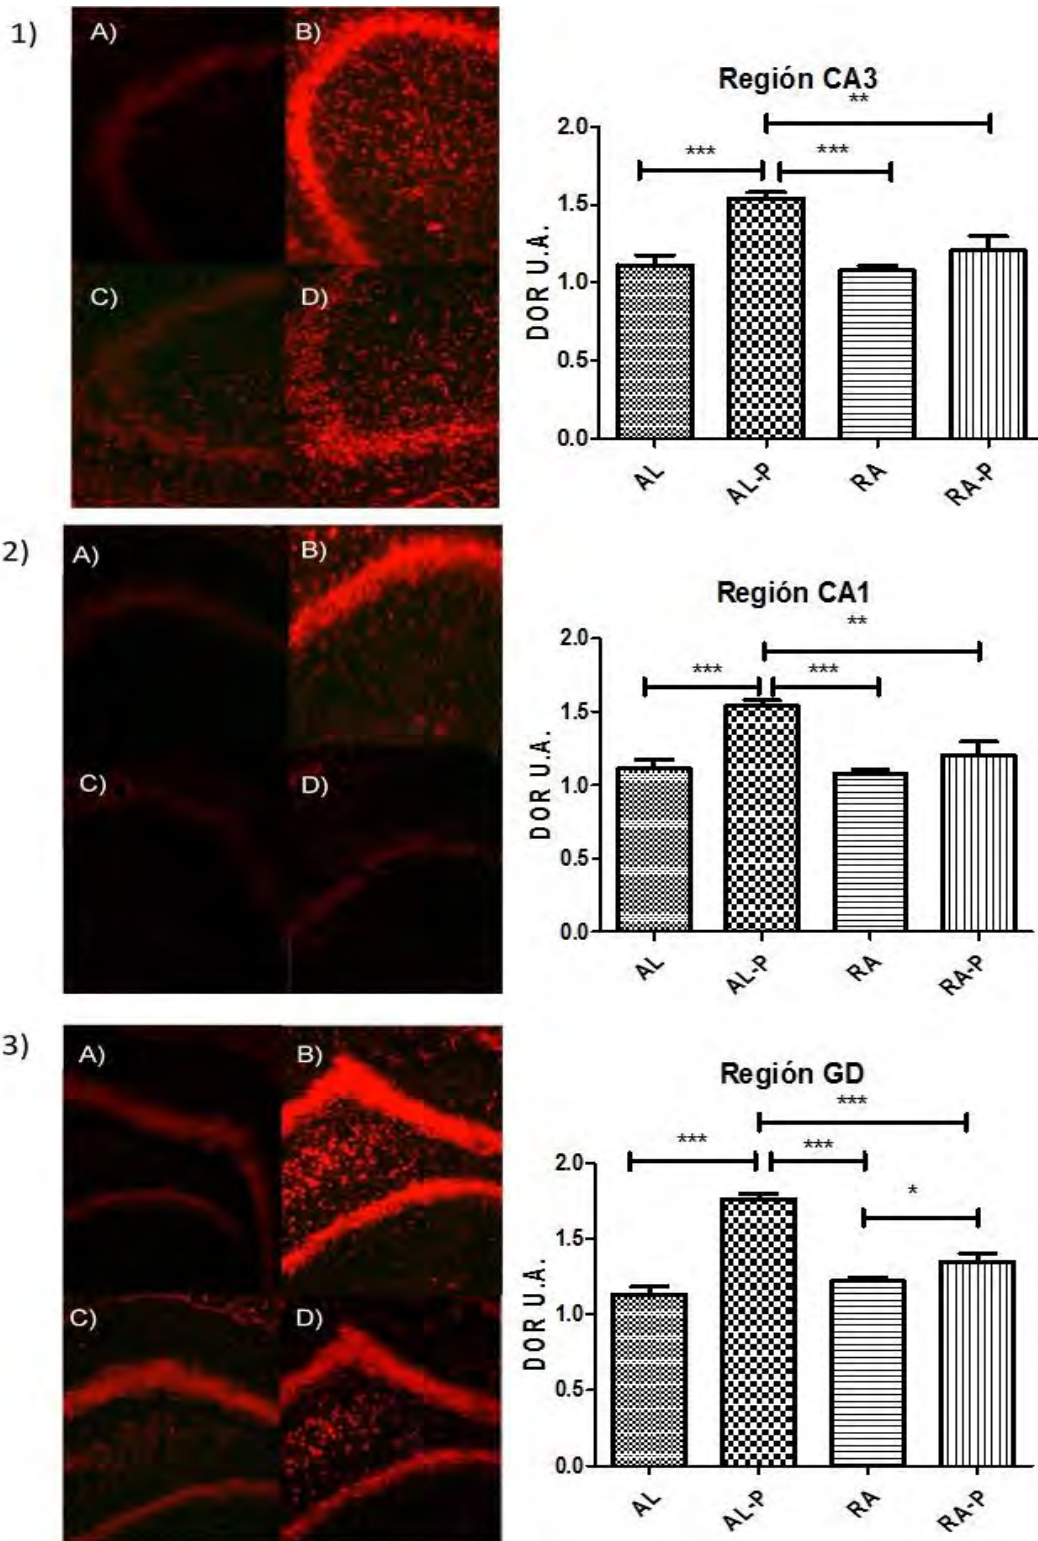 1)
A)
B)
C)
D)
Región CA3
**
***
***
2.0
1.5
1.0
0.5
0.0
DOR U.A.
AL
AL-P
RA
RA-P
2)
A)
B)
C)
D)
Región CA1
**
***
***
2.0
1.5
1.0
0.5
0.0
DOR U.A.
AL
AL-P
RA
RA-P
3)
A)
B)
C)
D)
Región GD
***
***
***
*
2.0
1.5
1.0
0.5
0.0
DOR U.A.
AL
AL-P
RA
RA-P